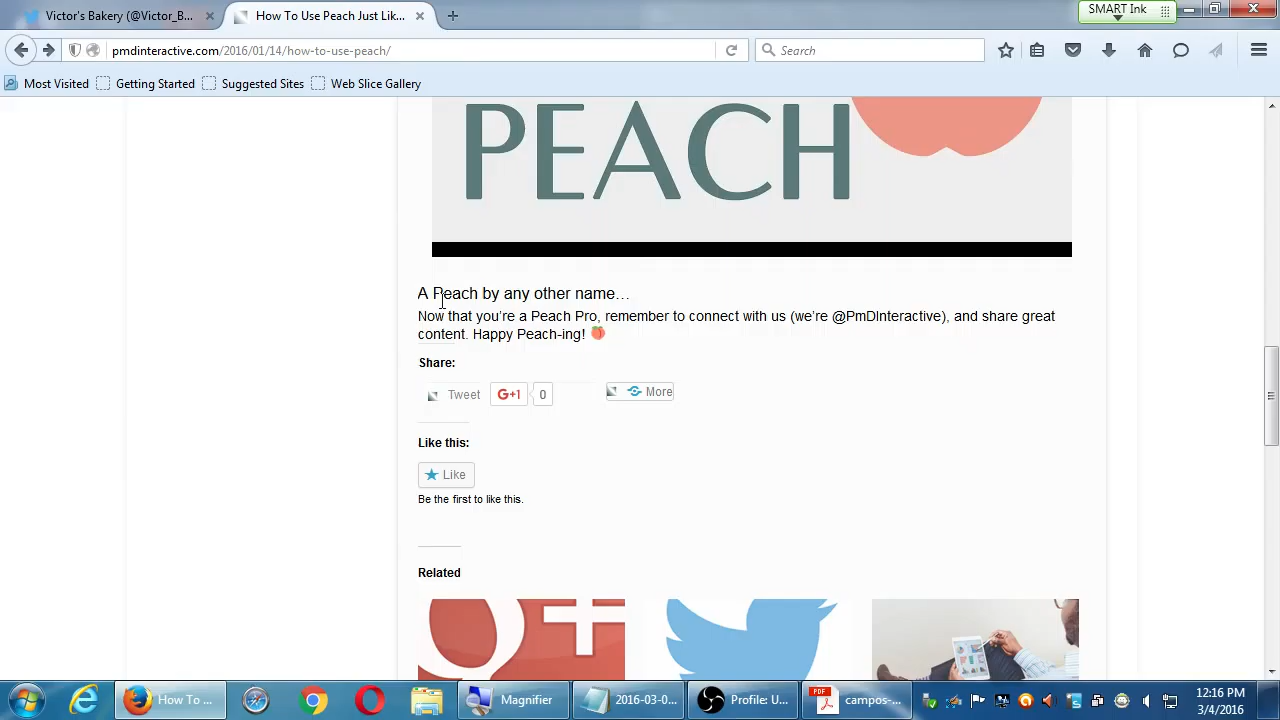 Victor's Bakery (@Victor_B...
How To Use Peach Just Lik...
SMART Ink
pmdinteractive.com/2016/01/14/how-to-use-peach/
Search
Most Visited
Getting Started
Suggested Sites
Web Slice Gallery
PEACH
A Peach by any other name…
Now that you’re a Peach Pro, remember to connect with us (we’re @PmDInteractive), and share great
content. Happy Peach-ing! 🍑
Share:
Tweet
G+1
0
More
Like this:
Like
Be the first to like this.
Related
How To ...
Magnifier
2016-03-0...
Profile: U...
PDF
campos-...
12:16 PM
3/4/2016